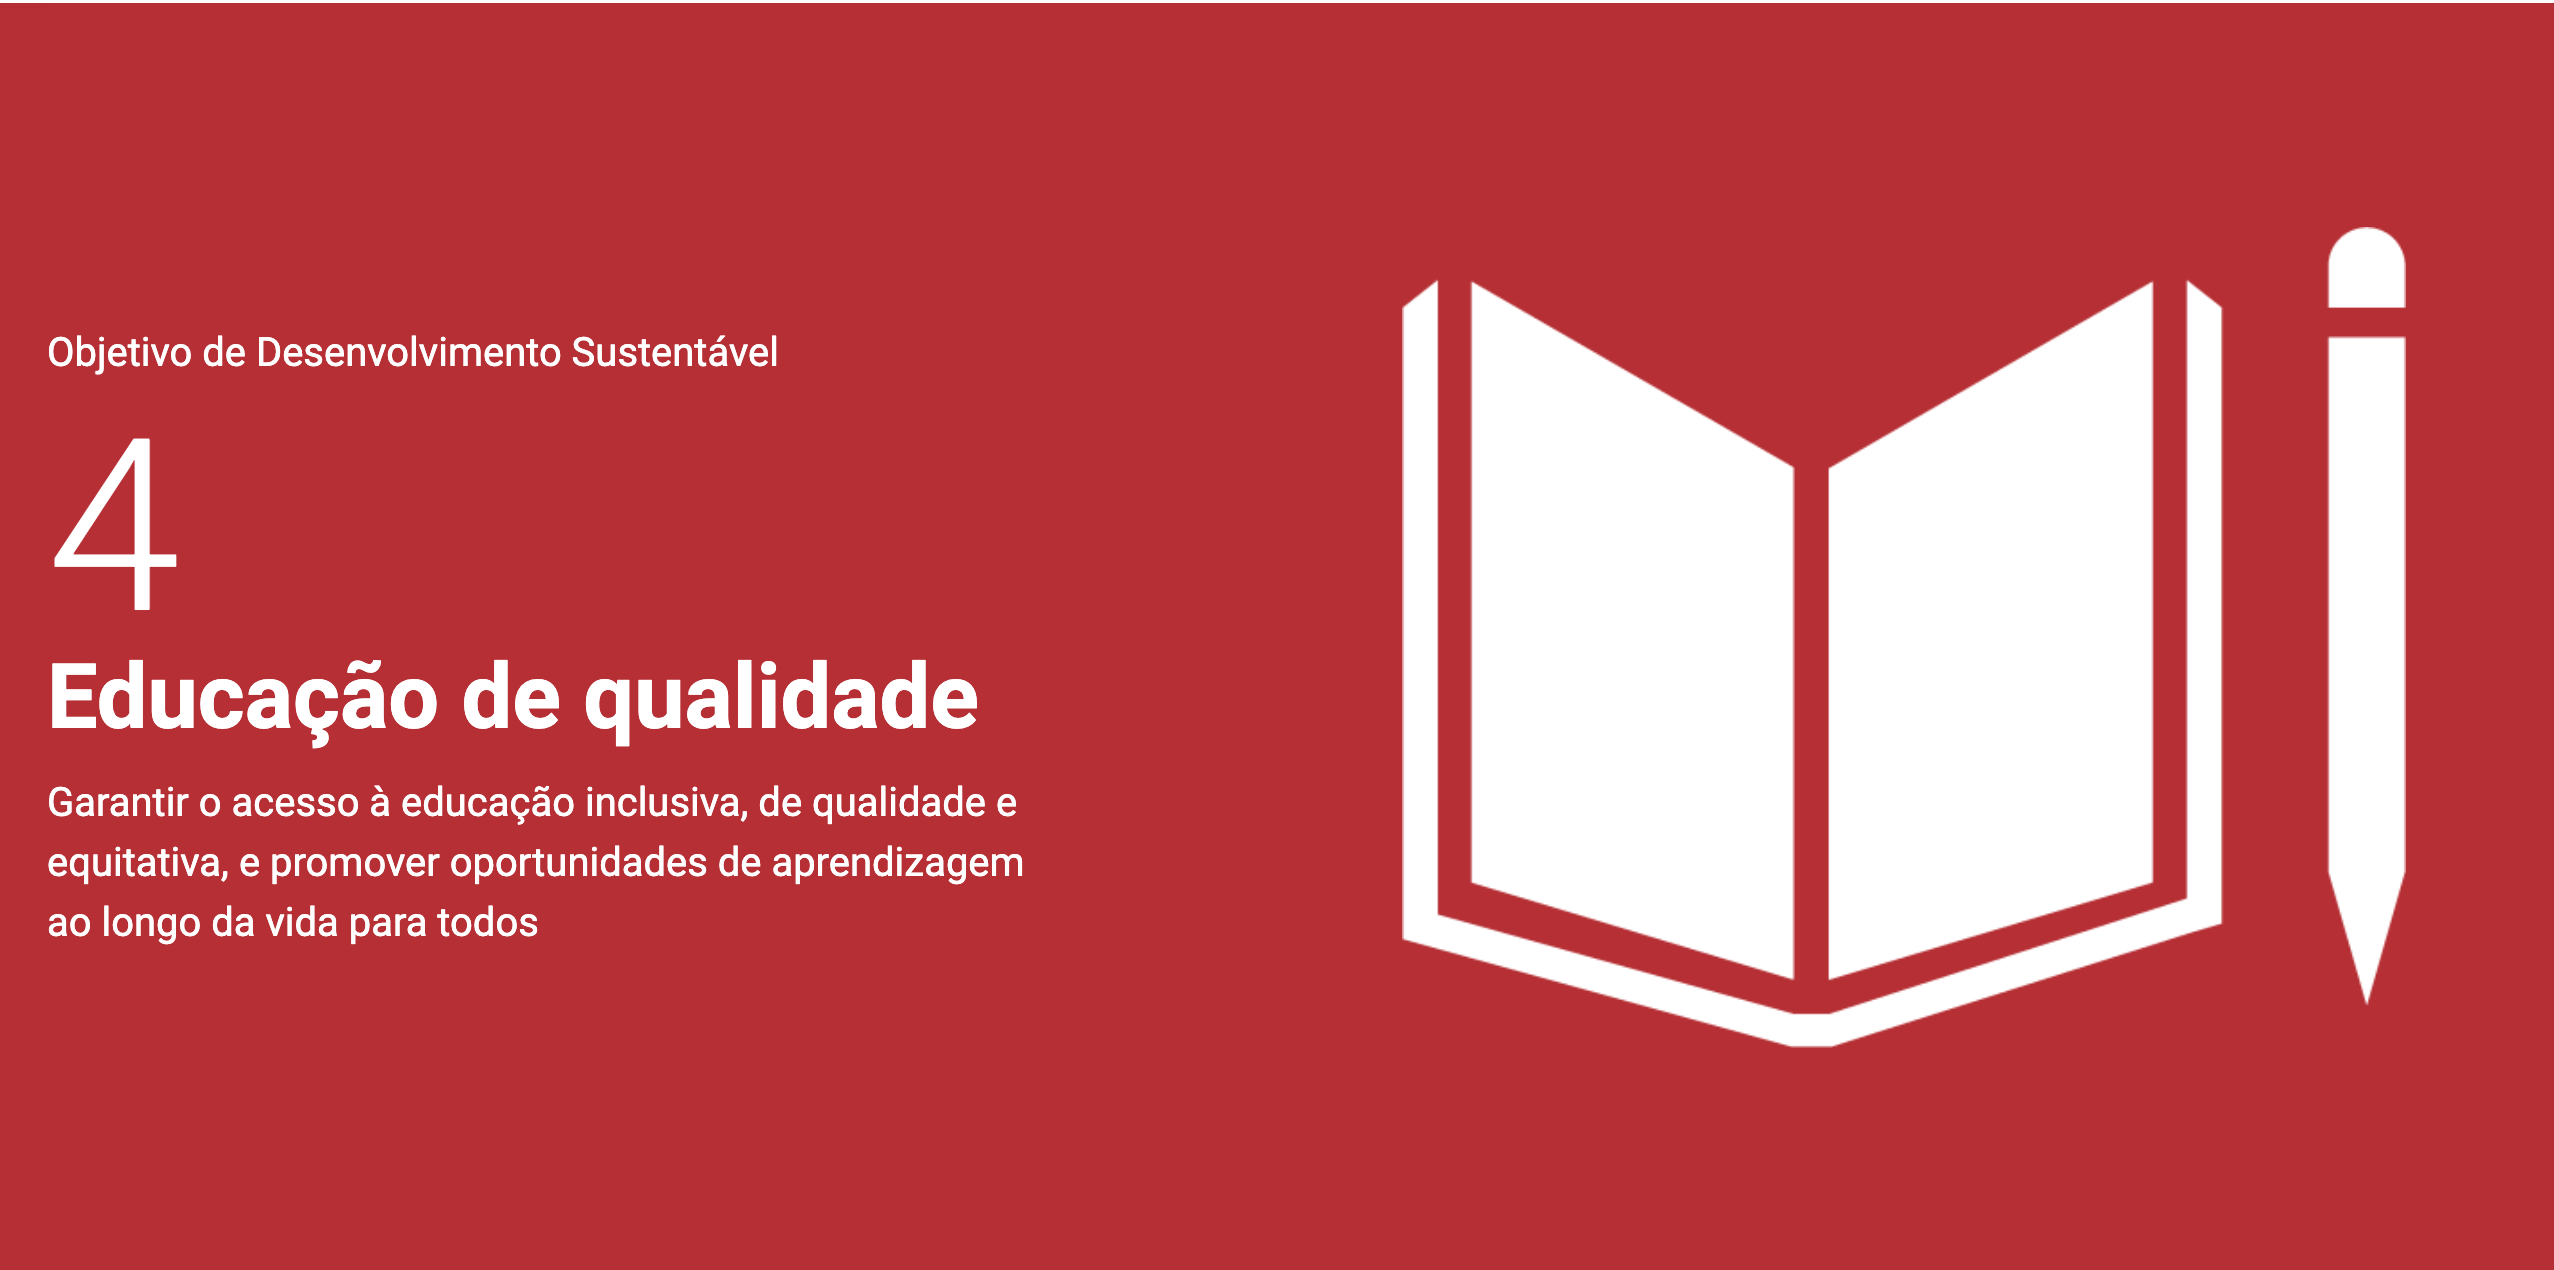 Objetivo de Desenvolvimento Sustentável
4
Educação de qualidade
Garantir o acesso à educação inclusiva, de qualidade e
equitativa, e promover oportunidades de aprendizagem
ao longo da vida para todos